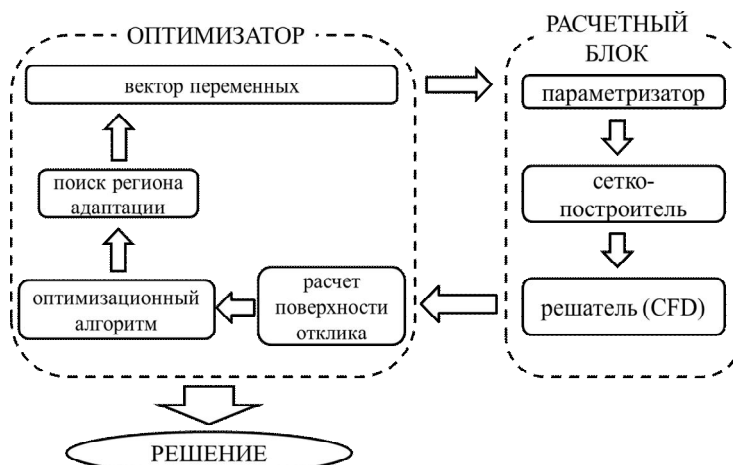 ОПТИМИЗАТОР
вектор переменных
поиск региона
адаптации
оптимизационный
алгоритм
расчет
поверхности
отклика
РАСЧЕТНЫЙ
БЛОК
параметризатор
сетко-
построитель
решатель (CFD)
РЕШЕНИЕ